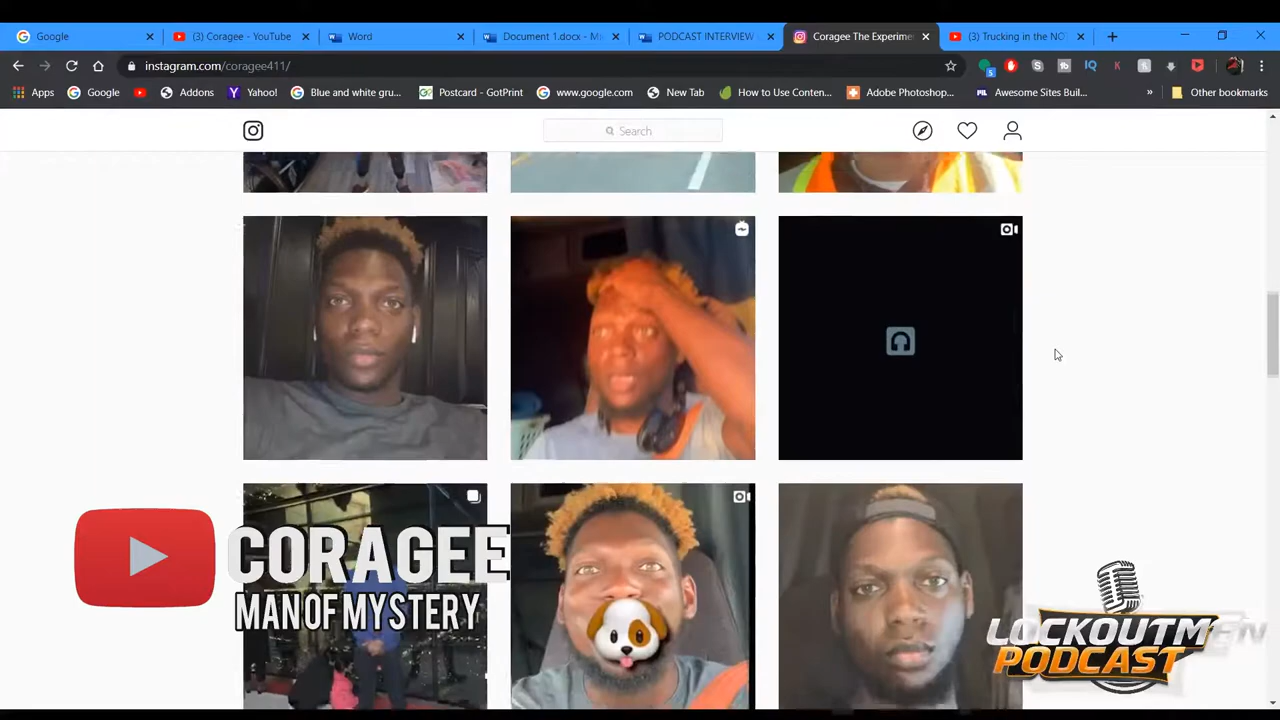 Google
(3) Coragee - YouTube
Word
Document 1.docx - Mi
PODCAST INTERVIEW
Coragee The Experime
(3) Trucking in the NO
instagram.com/coragee411/
Apps
Google
Addons
Yahoo!
Blue and white gru...
Postcard - GotPrint
www.google.com
New Tab
How to Use Conten...
Adobe Photoshop...
Awesome Sites Buil...
Other bookmarks
Search
CORAGEE
MAN OF MYSTERY
LOCKOUTMEN
PODCAST